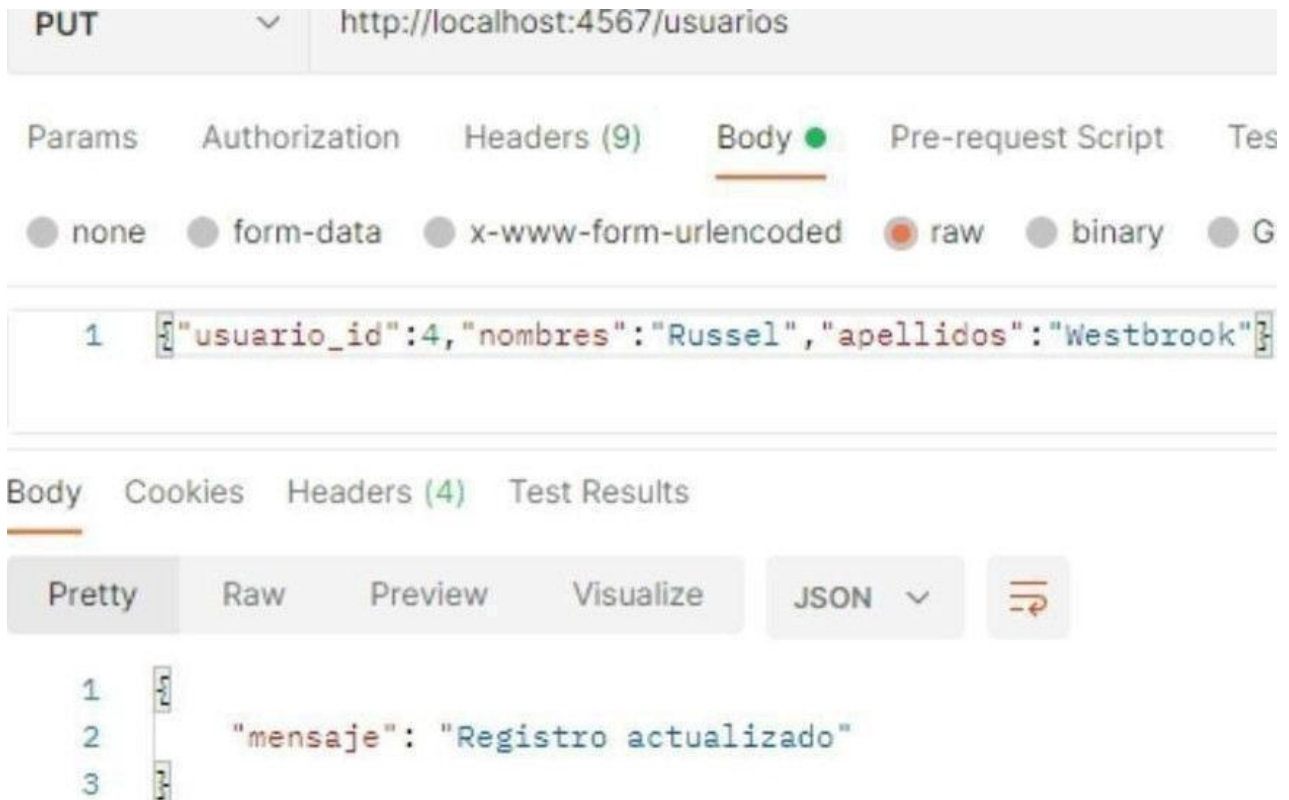 PUT http://localhost:4567/usuarios
Params Authorization Headers (9) Body Pre-request Script Tes
none form-data x-www-form-urlencoded raw binary G
1 {"usuario_id":4,"nombres":"Russel","apellidos":"Westbrook"}
Body Cookies Headers (4) Test Results
Pretty Raw Preview Visualize JSON
1 {
2 "mensaje": "Registro actualizado"
3 }